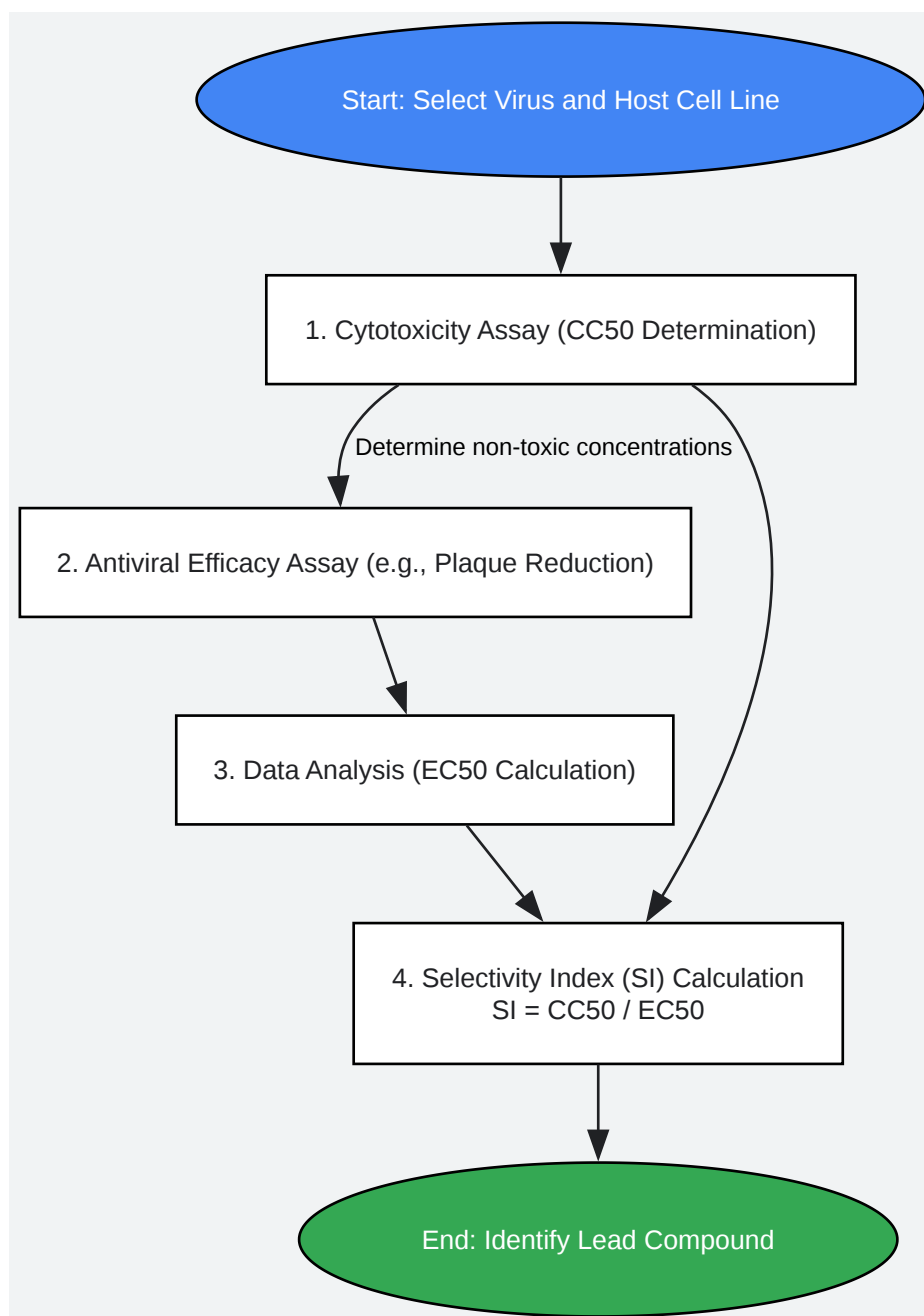 Start: Select Virus and Host Cell Line
1. Cytotoxicity Assay (CC50 Determination)
Determine non-toxic concentrations
2. Antiviral Efficacy Assay (e.g., Plaque Reduction)
3. Data Analysis (EC50 Calculation)
4. Selectivity Index (SI) Calculation
SI = CC50 / EC50
End: Identify Lead Compound